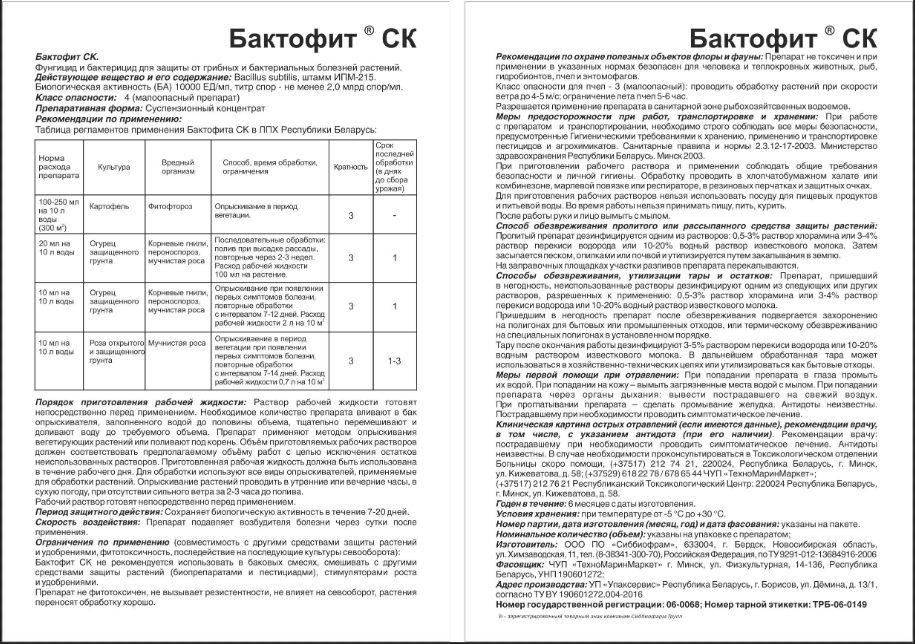 Бактофит ® СК
Бактофит СК.
Фунгицид и бактерицид для защиты от грибных и бактериальных болезней растений.
Действующее вещество и его содержание: Bacillus subtilis, штамм ИПМ-215.
Биологическая активность (БА) 10000 ЕД/мл, титр спор - не менее 2,0 млрд спор/мл.
Класс опасности: 4 (малоопасный препарат)
Препаративная форма: Суспензионный концентрат
Рекомендации по применению:
Таблица регламентов применения Бактофита СК в ЛПХ Республики Беларусь:
Норма
расхода
препарата
Культура
Вредный
организм
Способ, время обработки,
ограничения
Кратность
Срок
последней
обработки
(в днях
до сбора
урожая)
100-250 мл
на 10 л
воды
(300 м²)
Картофель
Фитофтороз
Опрыскивание в период
вегетации.
3
-
20 мл на
10 л воды
Огурец
защищенного
грунта
Корневые гнили,
пероноспороз,
мучнистая роса
Последовательные обработки:
полив при высадке рассады,
повторные через 2-3 недел.
Расход рабочей жидкости
100 мл на растение.
3
1
10 мл на
10 л воды
Огурец
защищенного
грунта
Корневые гнили,
пероноспороз,
мучнистая роса
Опрыскивание при появлении
первых симптомов болезни,
повторные обработки
с интервалом 7-12 дней. Расход
рабочей жидкости 2 л на 10 м²
3
1
10 мл на
10 л воды
Роза открытого
и защищенного
грунта
Мучнистая роса
Опрыскивание в период
вегетации при появлении
первых симптомов болезни,
повторные обработки
с интервалом 7-14 дней. Расход
рабочей жидкости 0,7 л на 10 м²
3
1-3
Порядок приготовления рабочей жидкости: Раствор рабочей жидкости готовят
непосредственно перед применением. Необходимое количество препарата вливают в бак
опрыскивателя, заполненного водой до половины объема, тщательно перемешивают и
доливают воду до требуемого объема. Препарат применяют методом опрыскивания
вегетирующих растений или поливают под корень. Объём приготовляемых рабочих растворов
должен соответствовать предполагаемому объёму работ с целью исключения остатков
неиспользованных растворов. Приготовленная рабочая жидкость должна быть использована
в течение рабочего дня. Для обработки используют все виды опрыскивателей, применяемые
для обработки растений. Опрыскивание растений проводить в утренние или вечерние часы, в
сухую погоду, при отсутствии сильного ветра за 2-3 часа до полива.
Рабочий раствор готовят непосредственно перед применением.
Период защитного действия: Сохраняет биологическую активность в течение 7-20 дней.
Скорость воздействия: Препарат подавляет возбудителя болезни через сутки после
применения.
Ограничения по применению (совместимость с другими средствами защиты растений
и удобрениями, фитотоксичность, последействие на последующие культуры севооборота):
Бактофит СК не рекомендуется использовать в баковых смесях, смешивать с другими
средствами защиты растений (биопрепаратами и пестициадми), стимуляторами роста
и удобрениями.
Препарат не фитотоксичен, не вызывает резистентности, не влияет на севооборот, растения
переносят обработку хорошо.
Бактофит ® СК
Рекомендации по охране полезных объектов флоры и фауны: Препарат не токсичен и при
применении в указанных нормах безопасен для человека и теплокровных животных, рыб,
гидробионтов, пчел и энтомофагов.
Класс опасности для пчел - 3 (малоопасный): проводить обработку растений при скорости
ветра до 4-5 м/с; ограничение лета пчел 5-6 час.
Разрешается применение препарата в санитарной зоне рыбохозяйственных водоемов.
Меры предосторожности при работ, транспортировке и хранении: При работе
с препаратом и транспортировании, необходимо строго соблюдать все меры безопасности,
предусмотренные Гигиеническими требованиями к хранению, применению и транспортировке
пестицидов и агрохимикатов. Санитарные правила и нормы 2.3.12-17-2003. Министерство
здравоохранения Республики Беларусь. Минск 2003.
При приготовлении рабочего раствора и применении соблюдают общие требования
безопасности и личной гигиены. Обработку проводить в хлопчатобумажном халате или
комбинезоне, марлевой повязке или респираторе, в резиновых перчатках и защитных очках.
Для приготовления рабочих растворов нельзя использовать посуду для пищевых продуктов
и питьевой воды. Во время работы нельзя принимать пищу, пить, курить.
После работы руки и лицо вымыть с мылом.
Способ обезвреживания пролитого или рассыпанного средства защиты растений:
Пролитый препарат дезинфицируется одним из растворов: 0,5-3% раствор хлорамина или 3-4%
раствор перекиси водорода или 10-20% водный раствор известкового молока. Затем
засыпается песком, опилками или почвой и утилизируется путем закапывания в землю.
На заправочных площадках участки разливов препарата перекапываются.
Способы обезвреживания, утилизации тары и остатков: Препарат, пришедший
в негодность, неиспользованные растворы дезинфицируют одним из следующих или других
растворов, разрешенных к применению: 0,5-3% раствор хлорамина или 3-4% раствор
перекиси водорода или 10-20% водный раствор известкового молока.
Пришедшим в негодность препарат после обезвреживания подвергается захоронению
на полигонах для бытовых или промышленных отходов, или термическому обезвреживанию
на специальных полигонах в установленном порядке.
Тару после окончания работы дезинфицируют 3-5% раствором перекиси водорода или 10-20%
водным раствором известкового молока. В дальнейшем обработанная тара может
использоваться в хозяйственно-технических целях или утилизироваться как бытовые отходы.
Меры первой помощи при отравлении: При попадании препарата в глаза промыть
их водой. При попадании на кожу – вымыть загрязненные места водой с мылом. При попадании
препарата через органы дыхания: вывести пострадавшего на свежий воздух.
При проглатывании препарата – сделать промывание желудка. Антидоты неизвестны.
Пострадавшему при необходимости проводить симптоматическое лечение.
Клиническая картина острых отравлений (если имеются данные), рекомендации врачу,
в том числе, с указанием антидота (при его наличии). Рекомендации врачу:
пострадавшему при необходимости проводить симптоматическое лечение. Антидоты
неизвестны. В случае необходимости проконсультироваться в Токсикологическом отделении
Больницы скоро помощи, (+37517) 212 74 21, 220024, Республика Беларусь, г. Минск,
ул. Кижеватова, д. 58; (+37529) 618 22 78 / 678 65 44 ЧУП «ТехноМаринМаркет»;
(+37517) 212 76 21 Республиканский Токсикологический Центр: 220024 Республика Беларусь,
г. Минск, ул. Кижеватова, д. 58.
Годен в течение: 6 месяцев с даты изготовления.
Условия хранения: при температуре от -5 °С до +30 °С.
Номер партии, дата изготовления (месяц, год) и дата фасования: указаны на пакете.
Номинальное количество (объем): указаны на упаковке с препаратом;
Изготовитель: ООО ПО «Сиббиофрам», 633004, г. Бердск, Новосибирская область,
ул. Химзаводская, 11, тел. (8-38341-300-70), Российская Федерация, по ТУ9291-012-13684916-2006
Фасовщик: ЧУП «ТехноМаринМаркет» г. Минск, ул. Физкультурная, 14-136, Республика
Беларусь, УНП 190601272;
Адрес производства: УП «Упаксервис» Республика Беларусь, г. Борисов, ул. Дёмина, д. 13/1,
согласно ТУ BY 190601272.004-2016
Номер государственной регистрации: 06-0068; Номер тарной этикетки: ТРБ-06-0149
® - зарегистрированный товарный знак компании Сиббиофарм Групп